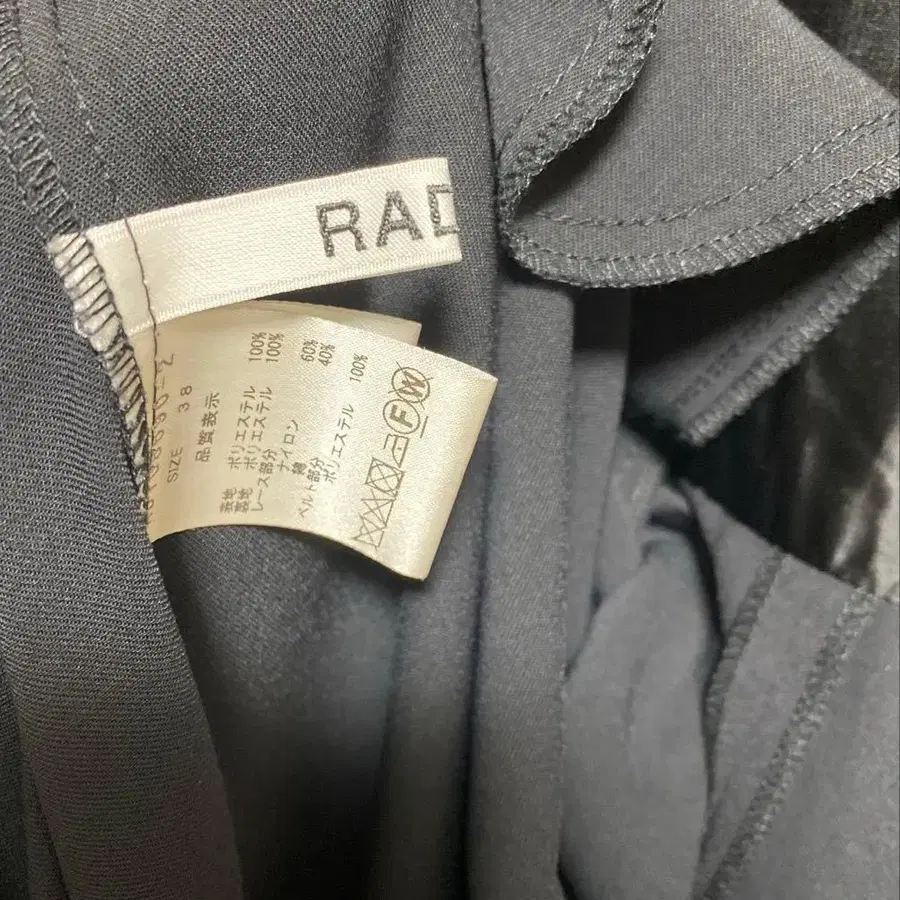 RAD
SIZE 38
品質表示
表地 ポリエステル 100%
裏地 ポリエステル 100%
レース部分
ナイロン 60%
綿 40%
ベルト部分
ポリエステル 100%
F W